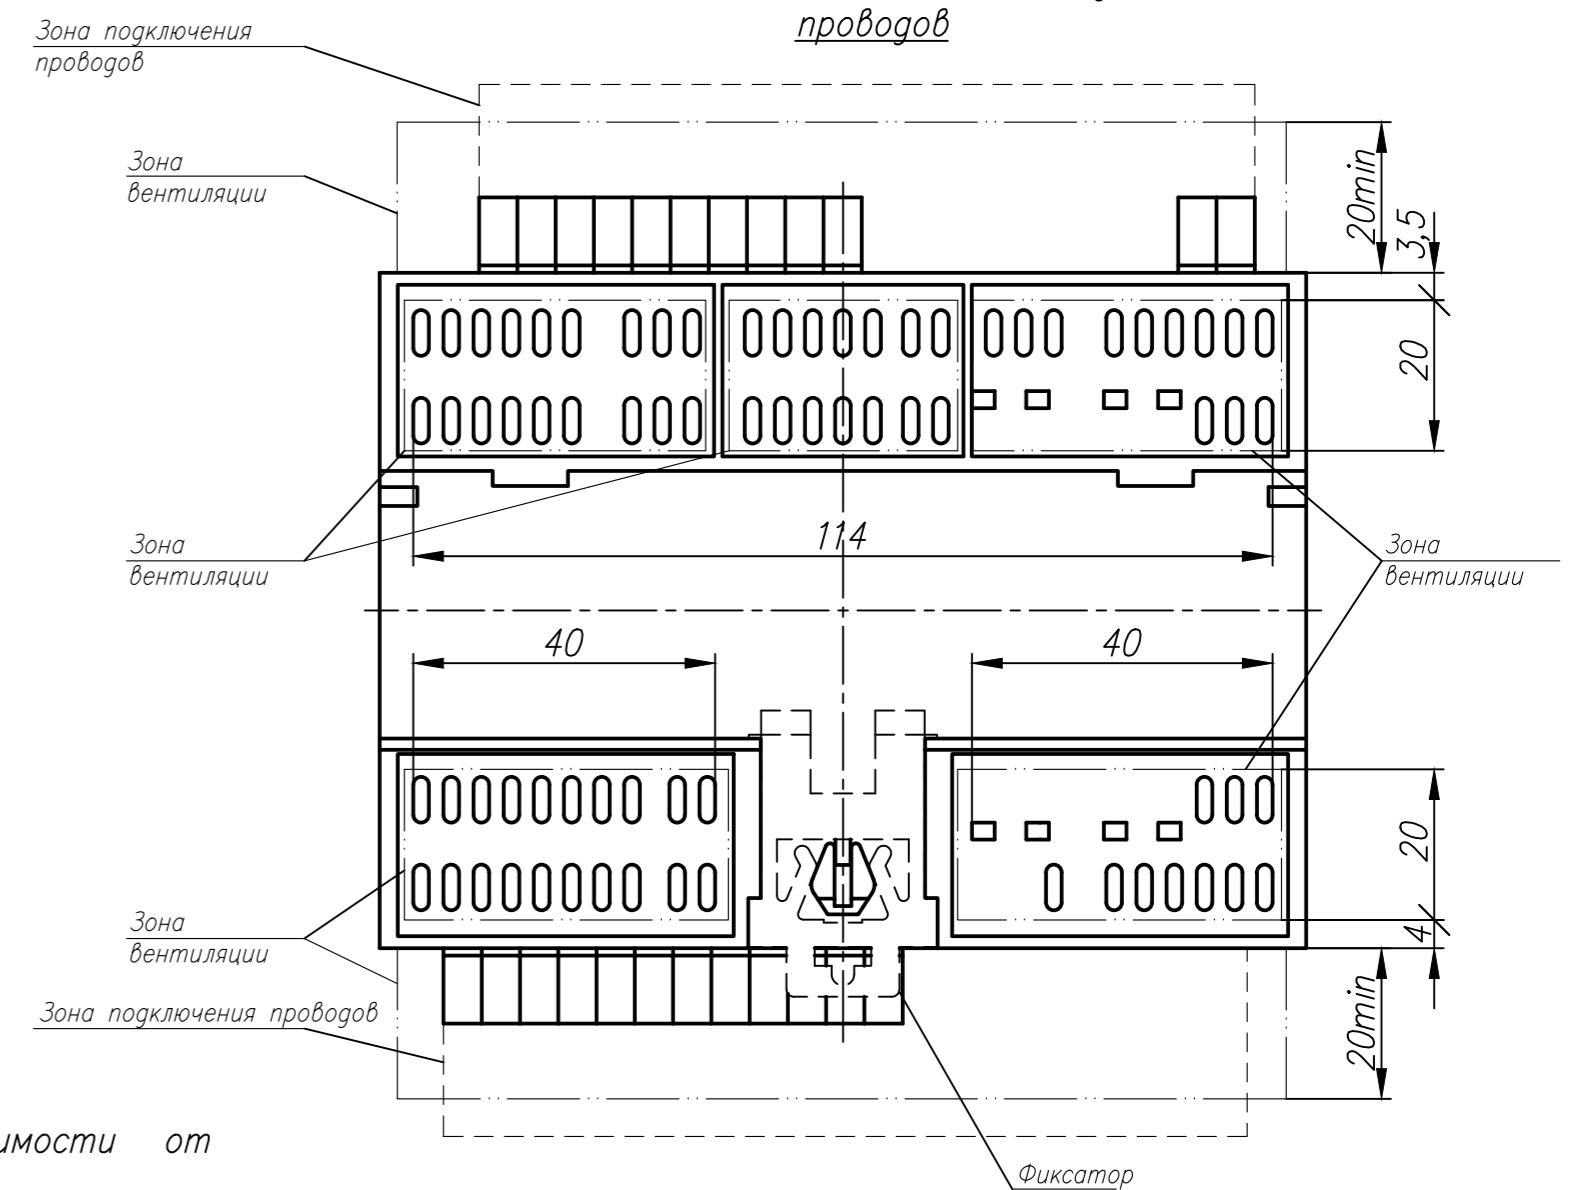 проводов
Зона подключения
проводов
Зона
вентиляции
20min
3,5
20
114
Зона
вентиляции
Зона
вентиляции
40
40
20
4
Зона
вентиляции
Зона подключения проводов
20min
от
Фиксатор